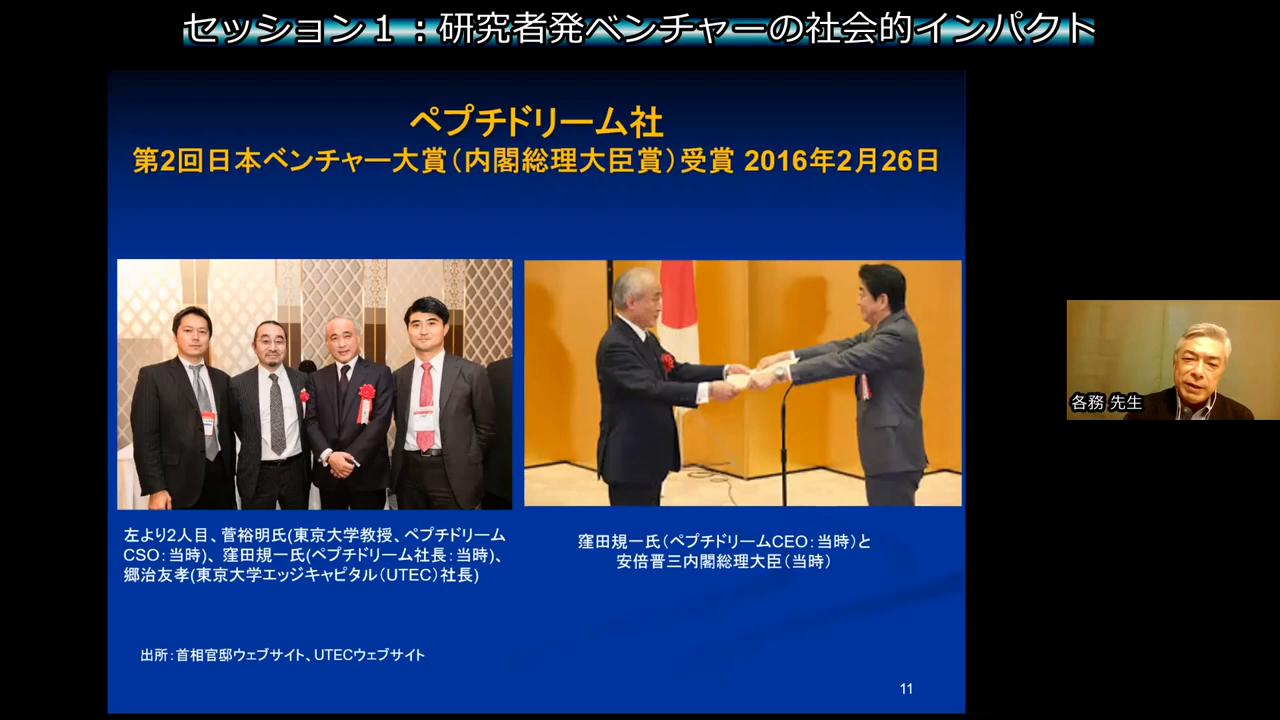 セッション１：研究者発ベンチャーの社会的インパクト
ペプチドリーム社
第2回日本ベンチャー大賞（内閣総理大臣賞）受賞 2016年2月26日
左より2人目、菅裕明氏(東京大学教授、ペプチドリーム
CSO：当時)、窪田規一氏(ペプチドリーム社長：当時)、
郷治友孝(東京大学エッジキャピタル（UTEC）社長)
窪田規一氏（ペプチドリームCEO：当時）と
安倍晋三内閣総理大臣（当時）
出所：首相官邸ウェブサイト、UTECウェブサイト
11
各務 先生